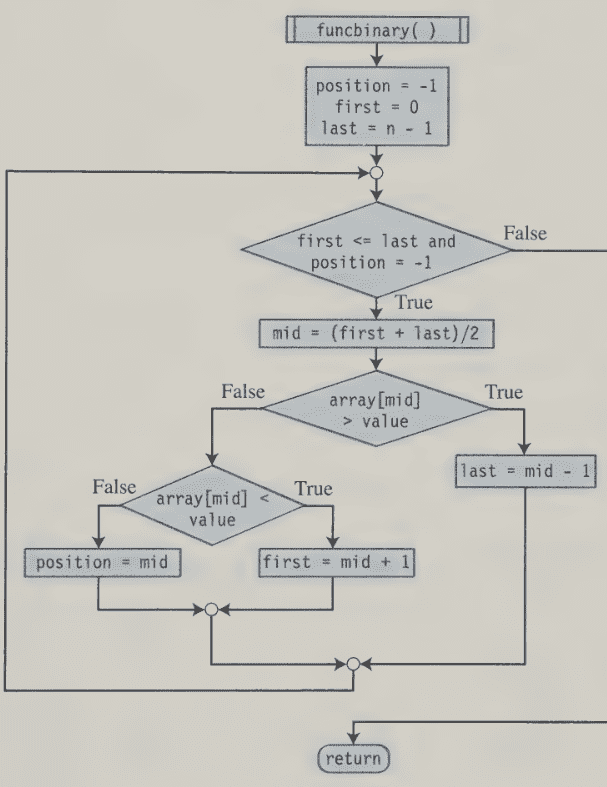 funcbinary( )
position = -1
first = 0
last = n - 1
first <= last and
position = -1
False
True
mid = (first + last)/2
False
array[mid]
> value
True
last = mid - 1
False
array[mid] <
value
True
position = mid
first = mid + 1
return